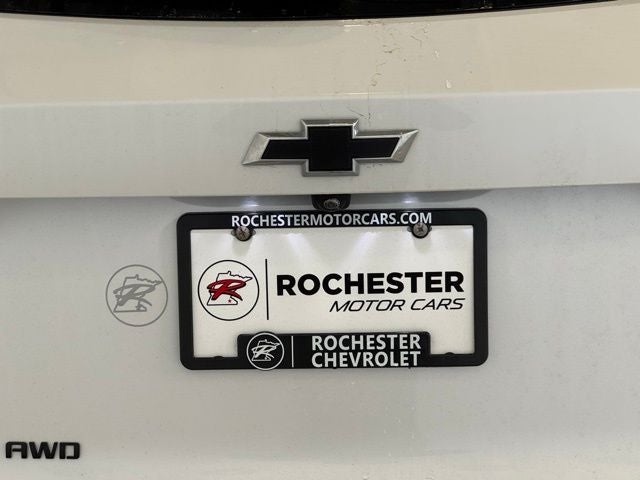 ROCHESTERMOTORCARS.COM
R
R
ROCHESTER
MOTOR CARS
R
ROCHESTER
CHEVROLET
AWD